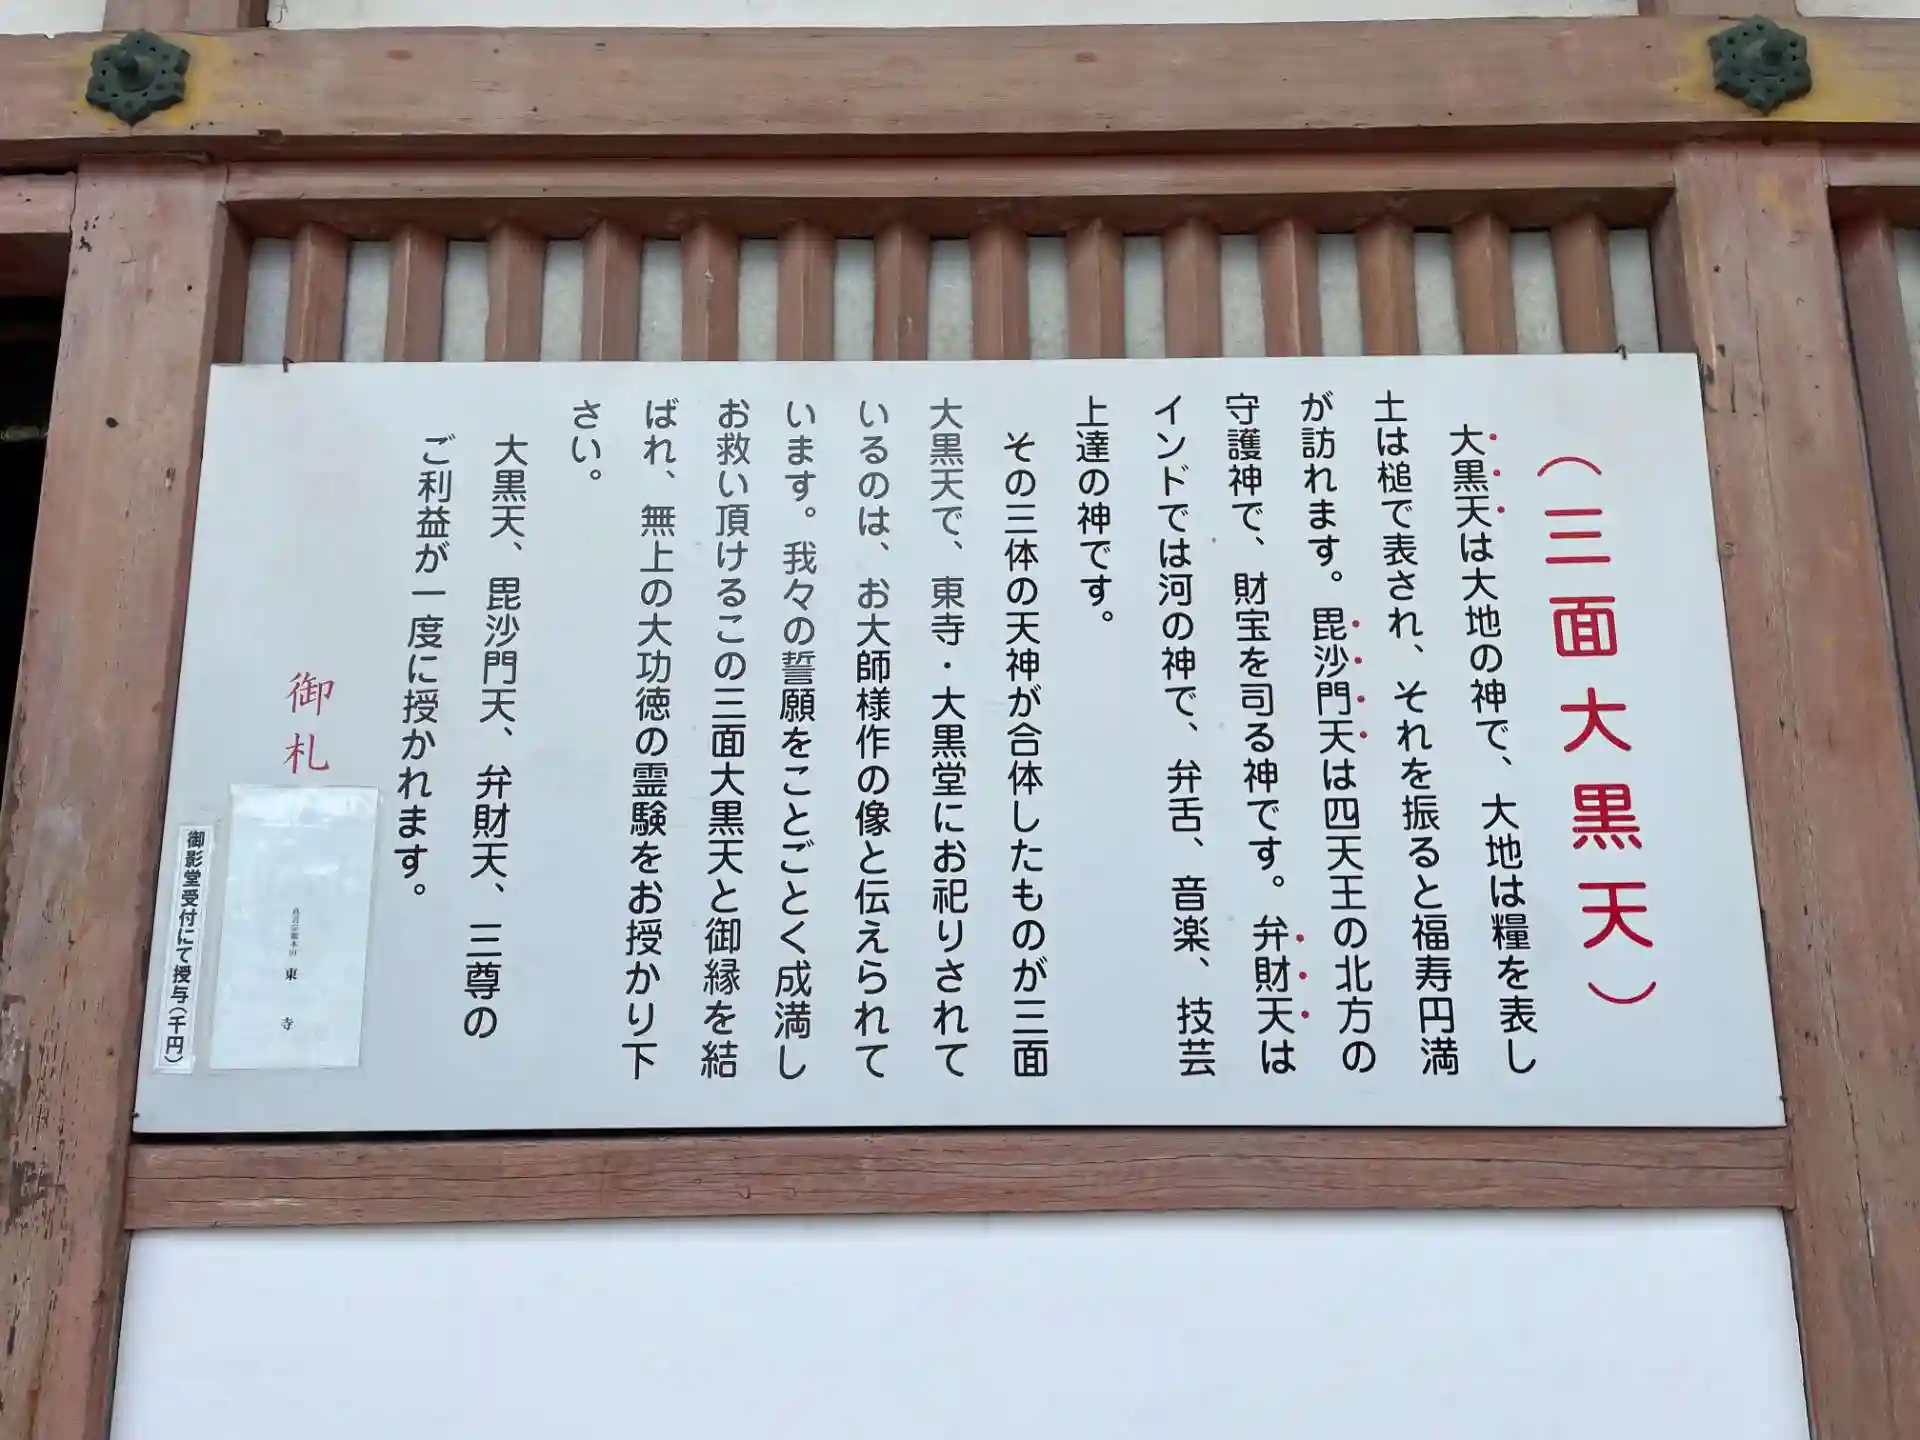 （三面大黒天）
大黒天は大地の神で、大地は糧を表し
土は槌で表され、それを振ると福寿円満
が訪れます。毘沙門天は四天王の北方の
守護神で、財宝を司る神です。弁財天は
インドでは河の神で、弁舌、音楽、技芸
上達の神です。
その三体の天神が合体したものが三面
大黒天で、東寺・大黒堂にお祀りされて
いるのは、お大師様作の像と伝えられて
います。我々の誓願をことごとく成満し
お救い頂けるこの三面大黒天と御縁を結
ばれ、無上の大功徳の霊験をお授かり下
さい。
大黒天、毘沙門天、弁財天、三尊の
ご利益が一度に授かれます。
御札
真言宗総本山 東寺
御影堂受付にて授与（千円）